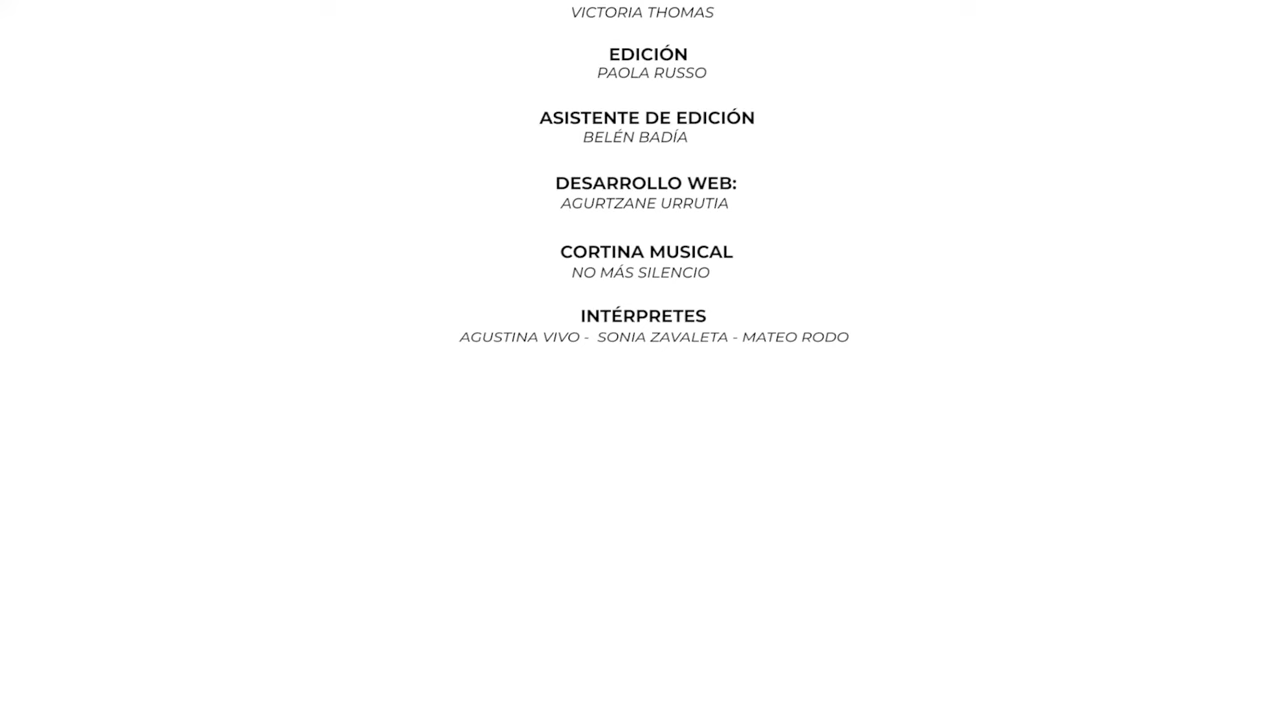 VICTORIA THOMAS
EDICIÓN
PAOLA RUSSO
ASISTENTE DE EDICIÓN
BELÉN BADÍA
DESARROLLO WEB:
AGURTZANE URRUTIA
CORTINA MUSICAL
NO MÁS SILENCIO
INTÉRPRETES
AGUSTINA VIVO - SONIA ZAVALETA - MATEO RODO